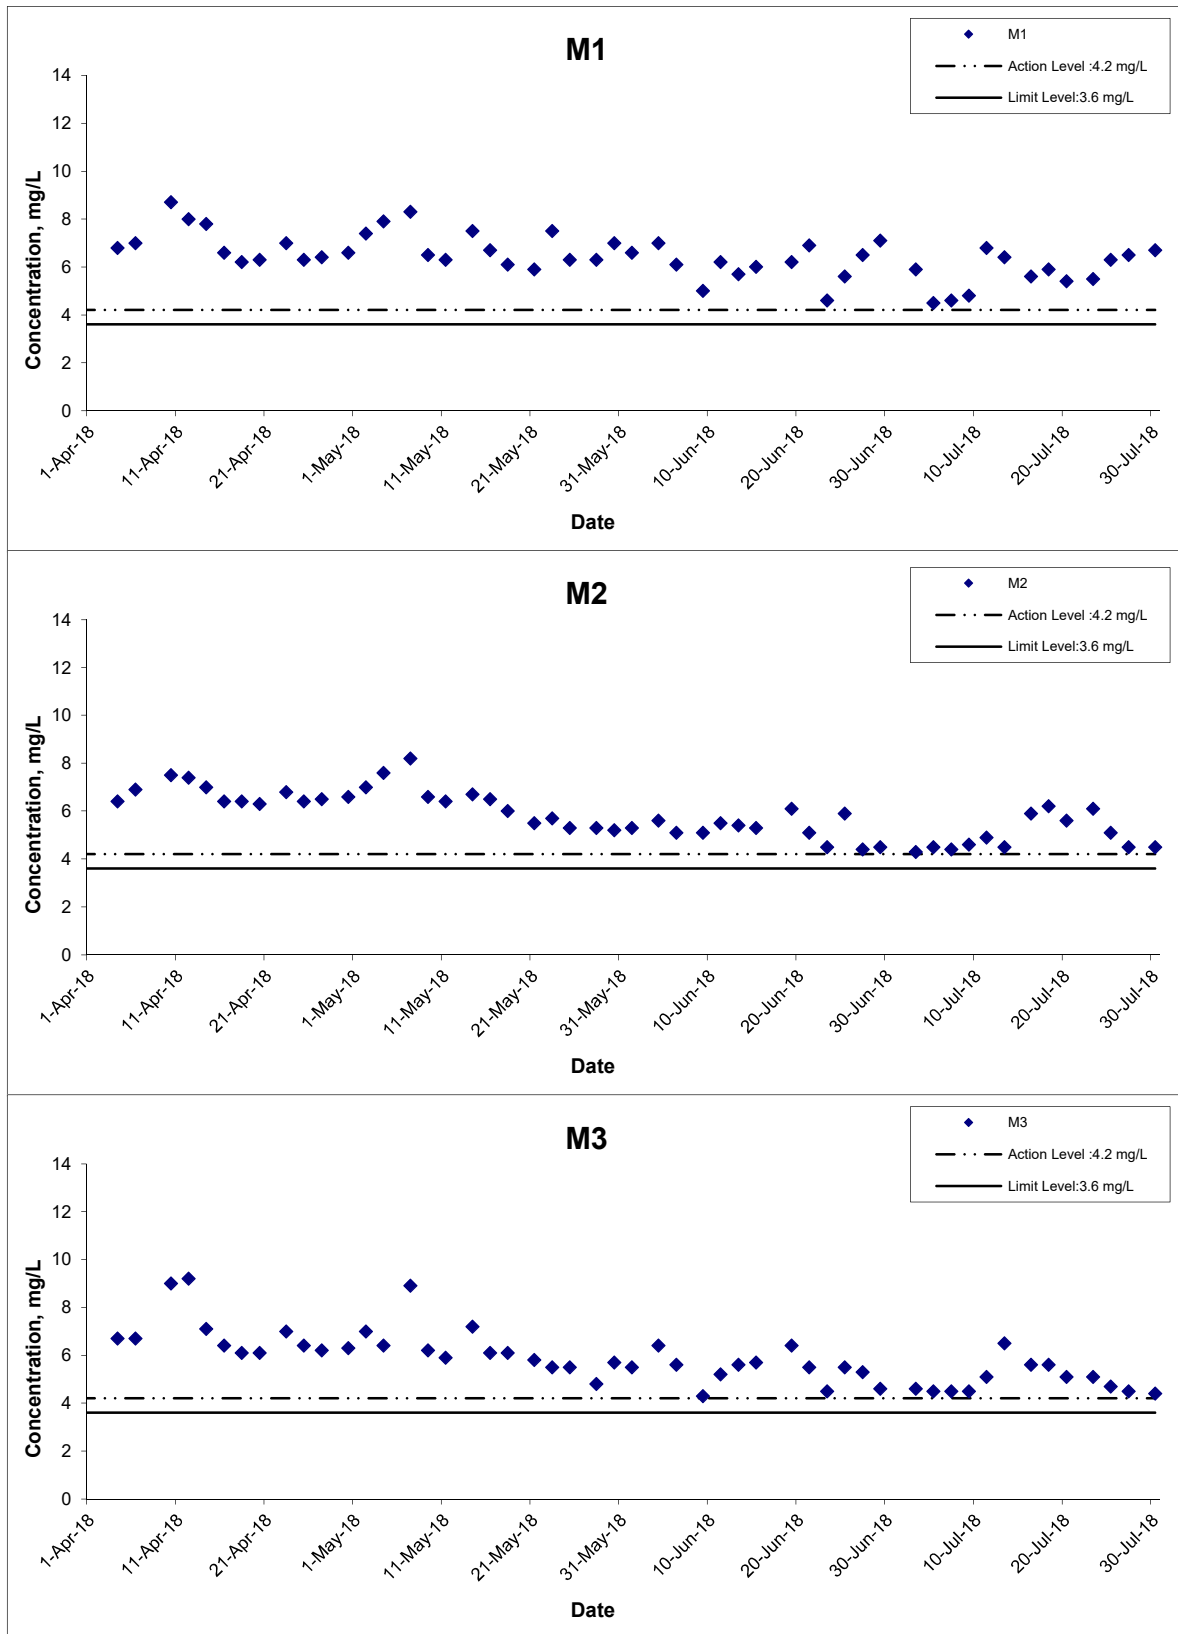 M1
M1
Action Level :4.2 mg/L
Limit Level:3.6 mg/L
Concentration, mg/L
14
12
10
8
6
4
2
0
1-Apr-18
11-Apr-18
21-Apr-18
1-May-18
11-May-18
21-May-18
31-May-18
10-Jun-18
20-Jun-18
30-Jun-18
10-Jul-18
20-Jul-18
30-Jul-18
Date
M2
M2
Action Level :4.2 mg/L
Limit Level:3.6 mg/L
Concentration, mg/L
14
12
10
8
6
4
2
0
1-Apr-18
11-Apr-18
21-Apr-18
1-May-18
11-May-18
21-May-18
31-May-18
10-Jun-18
20-Jun-18
30-Jun-18
10-Jul-18
20-Jul-18
30-Jul-18
Date
M3
M3
Action Level :4.2 mg/L
Limit Level:3.6 mg/L
Concentration, mg/L
14
12
10
8
6
4
2
0
1-Apr-18
11-Apr-18
21-Apr-18
1-May-18
11-May-18
21-May-18
31-May-18
10-Jun-18
20-Jun-18
30-Jun-18
10-Jul-18
20-Jul-18
30-Jul-18
Date